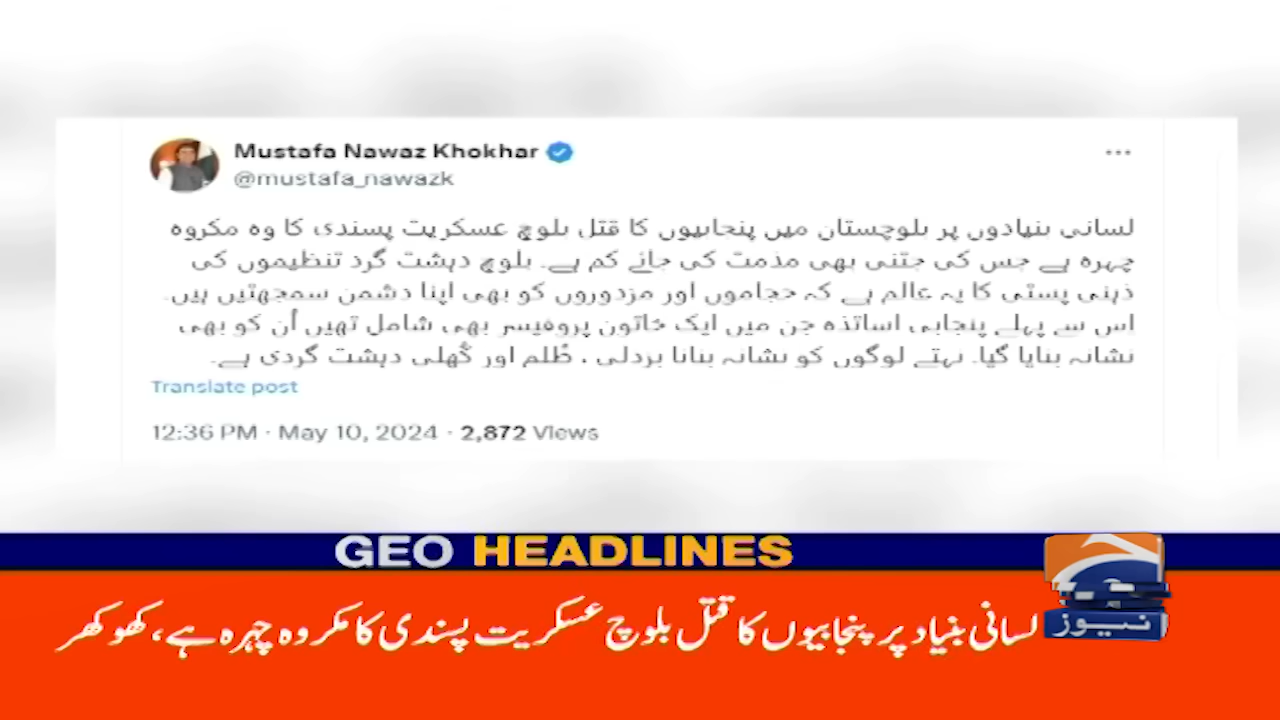 Mustafa Nawaz Khokhar
@mustafa_nawazk
لسانی بنیادوں پر بلوچستان میں پنجابیوں کا قتل بلوچ عسکریت پسندی کا وہ مکروہ
چہرہ ہے جس کی جتنی بھی مذمت کی جائے کم ہے۔ بلوچ دہشت گرد تنظیموں کی
ذہنی پستی کا یہ عالم ہے کہ حجاموں اور مزدوروں کو بھی اپنا دشمن سمجھتیں ہیں۔
اس سے پہلے پنجابی اساتذہ جن میں ایک خاتون پروفیسر بھی شامل تھیں اُن کو بھی
نشانہ بنایا گیا۔ نہتے لوگوں کو نشانہ بنانا بزدلی ، ظُلم اور کُھلی دہشت گردی ہے۔
Translate post
12:36 PM · May 10, 2024 · 2,872 Views
GEO HEADLINES
لسانی بنیاد پر پنجابیوں کا قتل بلوچ عسکریت پسندی کا مکروہ چہرہ ہے، کھوکھر
نیوز